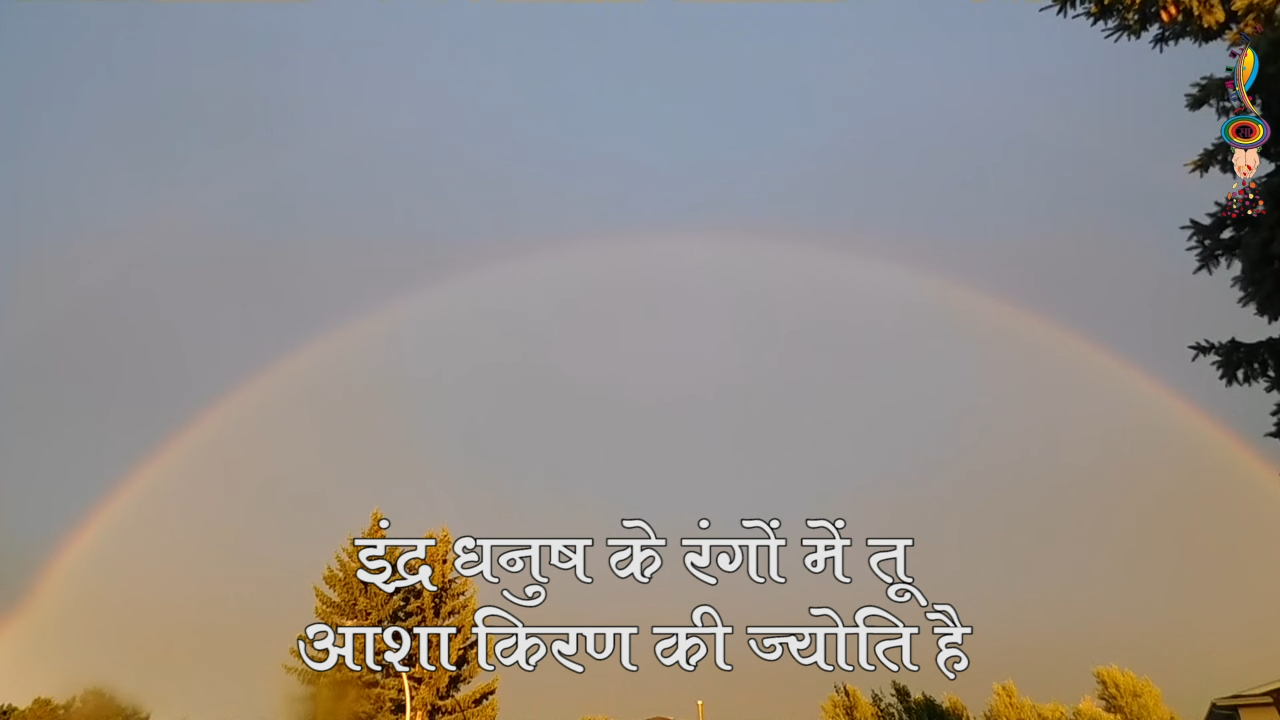 इंद्र धनुष के रंगों में तू
आशा किरण की ज्योति है